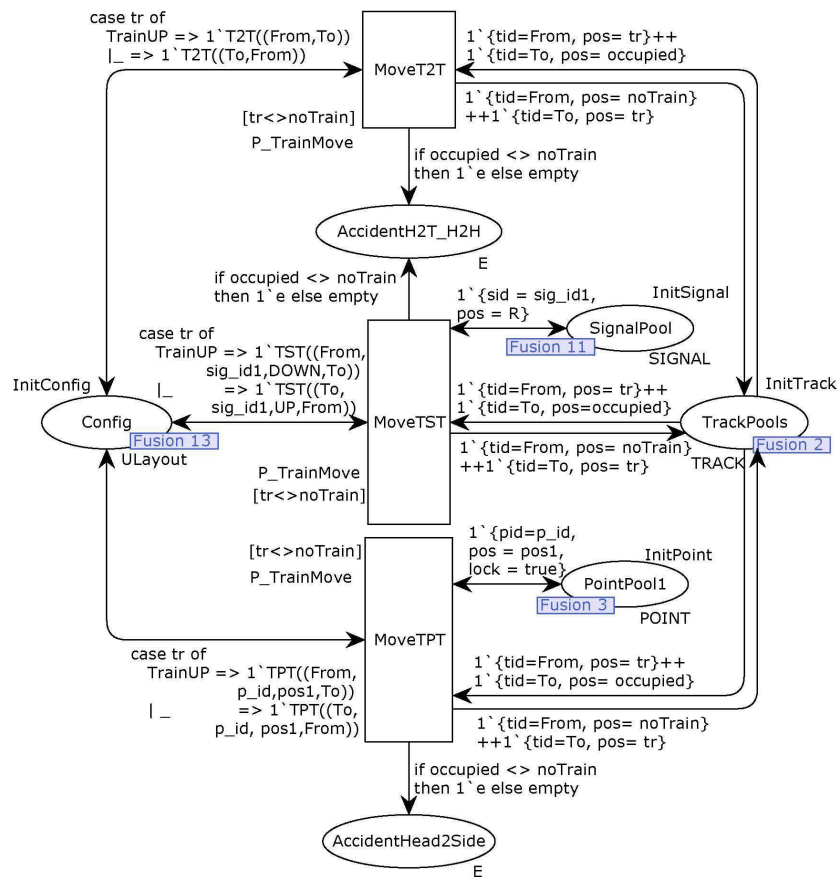 case tr of
TrainUP => 1`T2T((From,To))
|_ => 1`T2T((To,From))
MoveT2T
1`{tid=From, pos= tr}++
1`{tid=To, pos= occupied}
1`{tid=From, pos= noTrain}
++1`{tid=To, pos= tr}
[tr<>noTrain]
P_TrainMove
if occupied <> noTrain
then 1`e else empty
AccidentH2T_H2H
E
if occupied <> noTrain
then 1`e else empty
1`{sid = sig_id1,
pos = R}
InitSignal
SignalPool
Fusion 11
SIGNAL
case tr of
TrainUP => 1`TST((From,
sig_id1,DOWN,To))
|_ => 1`TST((To,
sig_id1,UP,From))
InitConfig
Config
Fusion 13
ULayout
MoveTST
1`{tid=From, pos= tr}++
1`{tid=To, pos=occupied}
1`{tid=From, pos= noTrain}
++1`{tid=To, pos= tr}
InitTrack
TrackPools
Fusion 2
TRACK
P_TrainMove
[tr<>noTrain]
[tr<>noTrain]
P_TrainMove
1`{pid=p_id,
pos = pos1,
lock = true}
InitPoint
PointPool1
Fusion 3
POINT
MoveTPT
case tr of
TrainUP => 1`TPT((From,
p_id,pos1,To))
|_ => 1`TPT((To,
p_id, pos1,From))
1`{tid=From, pos= tr}++
1`{tid=To, pos= occupied}
1`{tid=From, pos= noTrain}
++1`{tid=To, pos= tr}
if occupied <> noTrain
then 1`e else empty
AccidentHead2Side
E